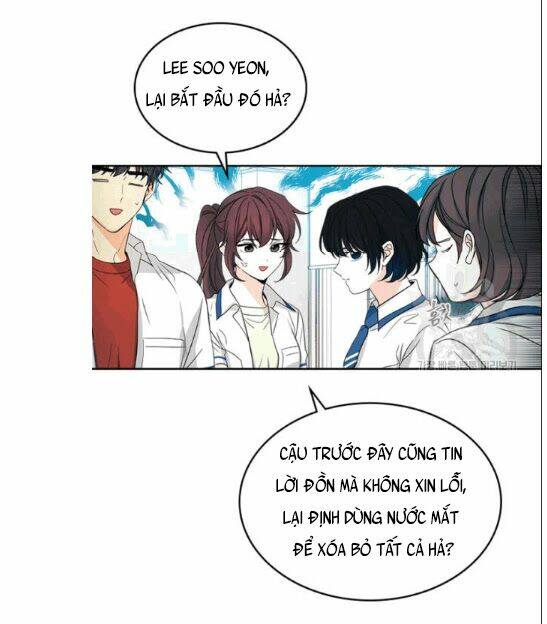 LEE SOO YEON,
LẠI BẮT ĐẦU ĐÓ HẢ?
CẬU TRƯỚC ĐÂY CŨNG TIN
LỜI ĐỒN MÀ KHÔNG XIN LỖI,
LẠI ĐỊNH DÙNG NƯỚC MẮT
ĐỂ XÓA BỎ TẤT CẢ HẢ?